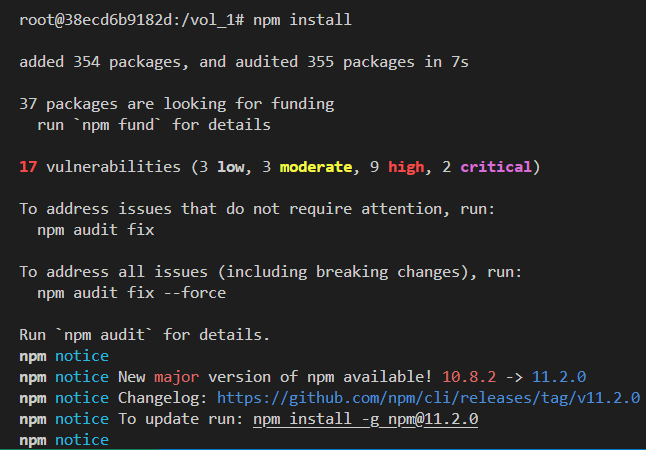 root@38ecd6b9182d:/vol_1# npm install
added 354 packages, and audited 355 packages in 7s
37 packages are looking for funding
  run `npm fund` for details
17 vulnerabilities (3 low, 3 moderate, 9 high, 2 critical)
To address issues that do not require attention, run:
  npm audit fix
To address all issues (including breaking changes), run:
  npm audit fix --force
Run `npm audit` for details.
npm notice
npm notice New major version of npm available! 10.8.2 -> 11.2.0
npm notice Changelog: https://github.com/npm/cli/releases/tag/v11.2.0
npm notice To update run: npm install -g npm@11.2.0
npm notice